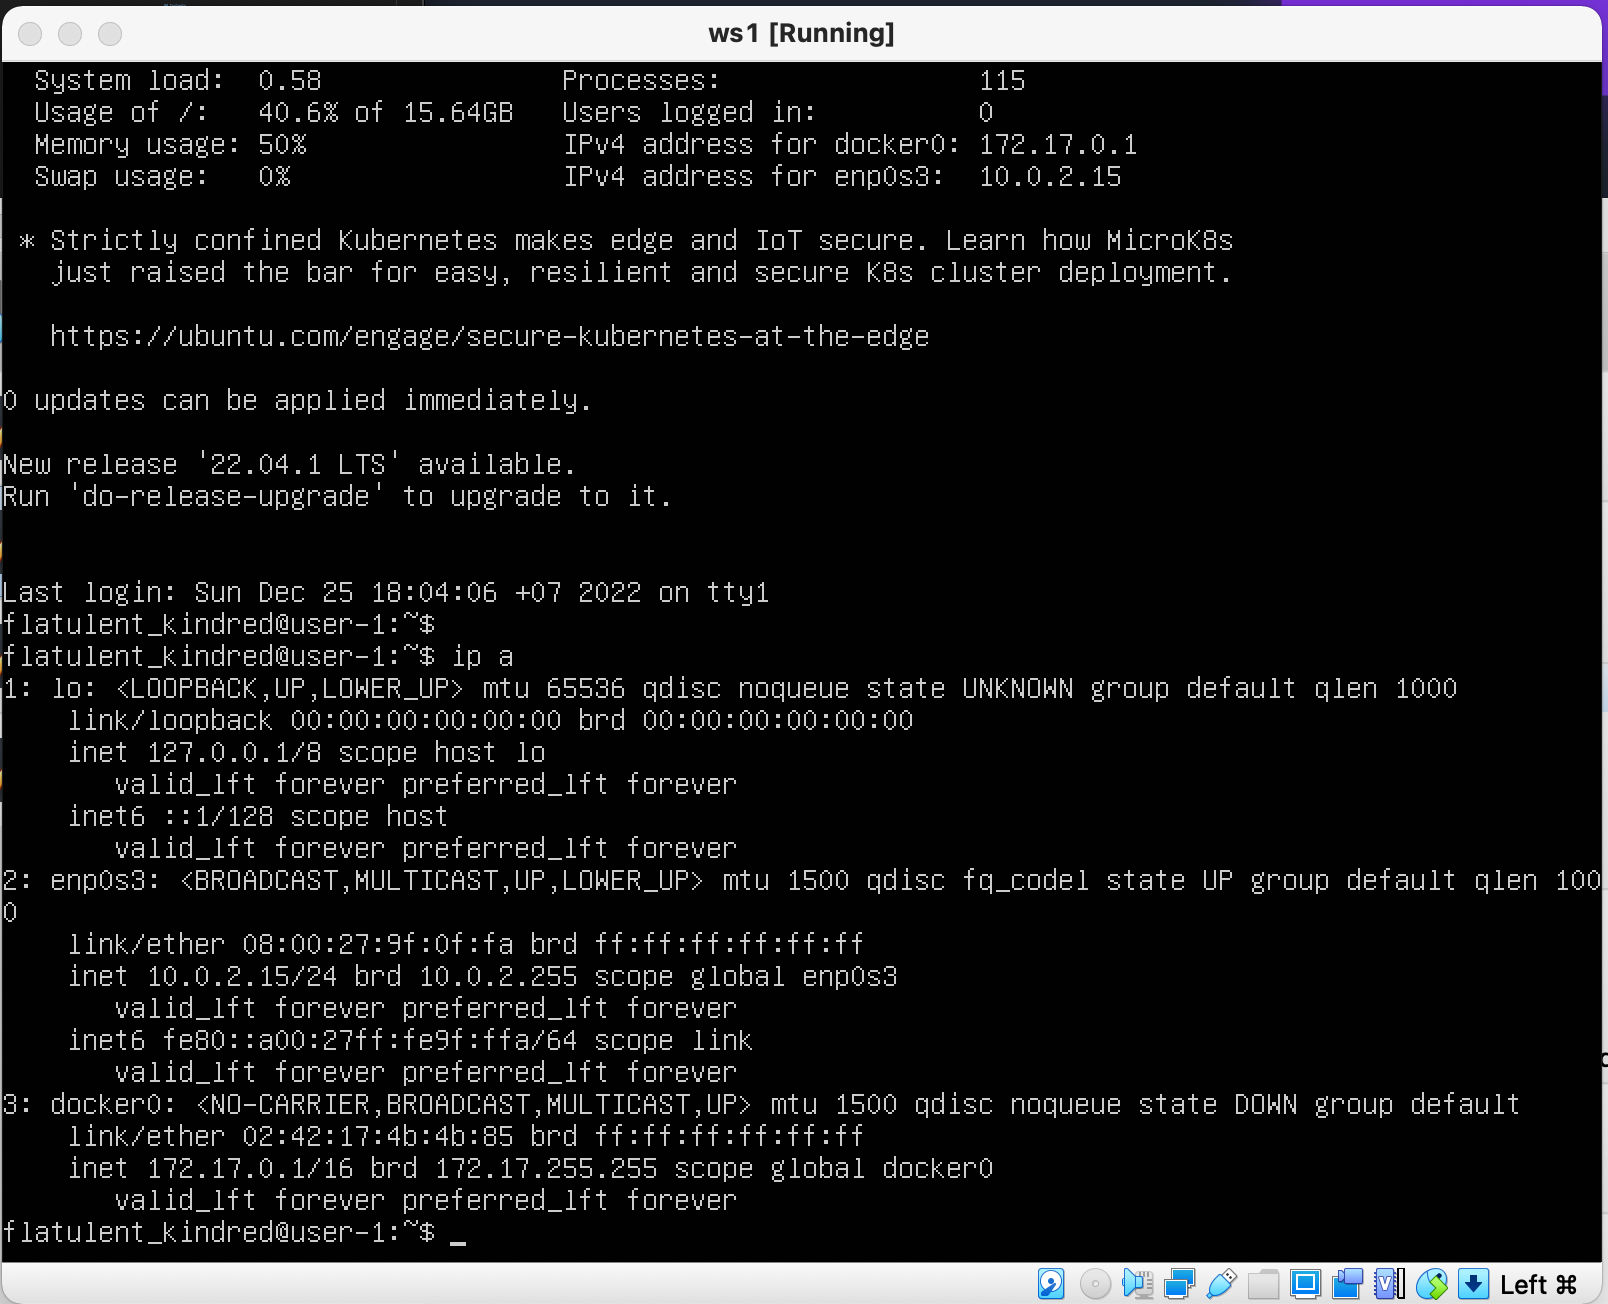 ws1 [Running]
System load:  0.58               Processes:                115
Usage of /:   40.6% of 15.64GB   Users logged in:          0
Memory usage: 50%                IPv4 address for docker0: 172.17.0.1
Swap usage:   0%                 IPv4 address for enp0s3:  10.0.2.15
* Strictly confined Kubernetes makes edge and IoT secure. Learn how MicroK8s
just raised the bar for easy, resilient and secure K8s cluster deployment.
https://ubuntu.com/engage/secure-kubernetes-at-the-edge
0 updates can be applied immediately.
New release '22.04.1 LTS' available.
Run 'do-release-upgrade' to upgrade to it.
Last login: Sun Dec 25 18:04:06 +07 2022 on tty1
flatulent_kindred@user-1:~$
flatulent_kindred@user-1:~$ ip a
1: lo: <LOOPBACK,UP,LOWER_UP> mtu 65536 qdisc noqueue state UNKNOWN group default qlen 1000
link/loopback 00:00:00:00:00:00 brd 00:00:00:00:00:00
inet 127.0.0.1/8 scope host lo
valid_lft forever preferred_lft forever
inet6 ::1/128 scope host
valid_lft forever preferred_lft forever
2: enp0s3: <BROADCAST,MULTICAST,UP,LOWER_UP> mtu 1500 qdisc fq_codel state UP group default qlen 100
0
link/ether 08:00:27:9f:0f:fa brd ff:ff:ff:ff:ff:ff
inet 10.0.2.15/24 brd 10.0.2.255 scope global enp0s3
valid_lft forever preferred_lft forever
inet6 fe80::a00:27ff:fe9f:ffa/64 scope link
valid_lft forever preferred_lft forever
3: docker0: <NO-CARRIER,BROADCAST,MULTICAST,UP> mtu 1500 qdisc noqueue state DOWN group default
link/ether 02:42:17:4b:4b:85 brd ff:ff:ff:ff:ff:ff
inet 172.17.0.1/16 brd 172.17.255.255 scope global docker0
valid_lft forever preferred_lft forever
flatulent_kindred@user-1:~$ _
Left ⌘